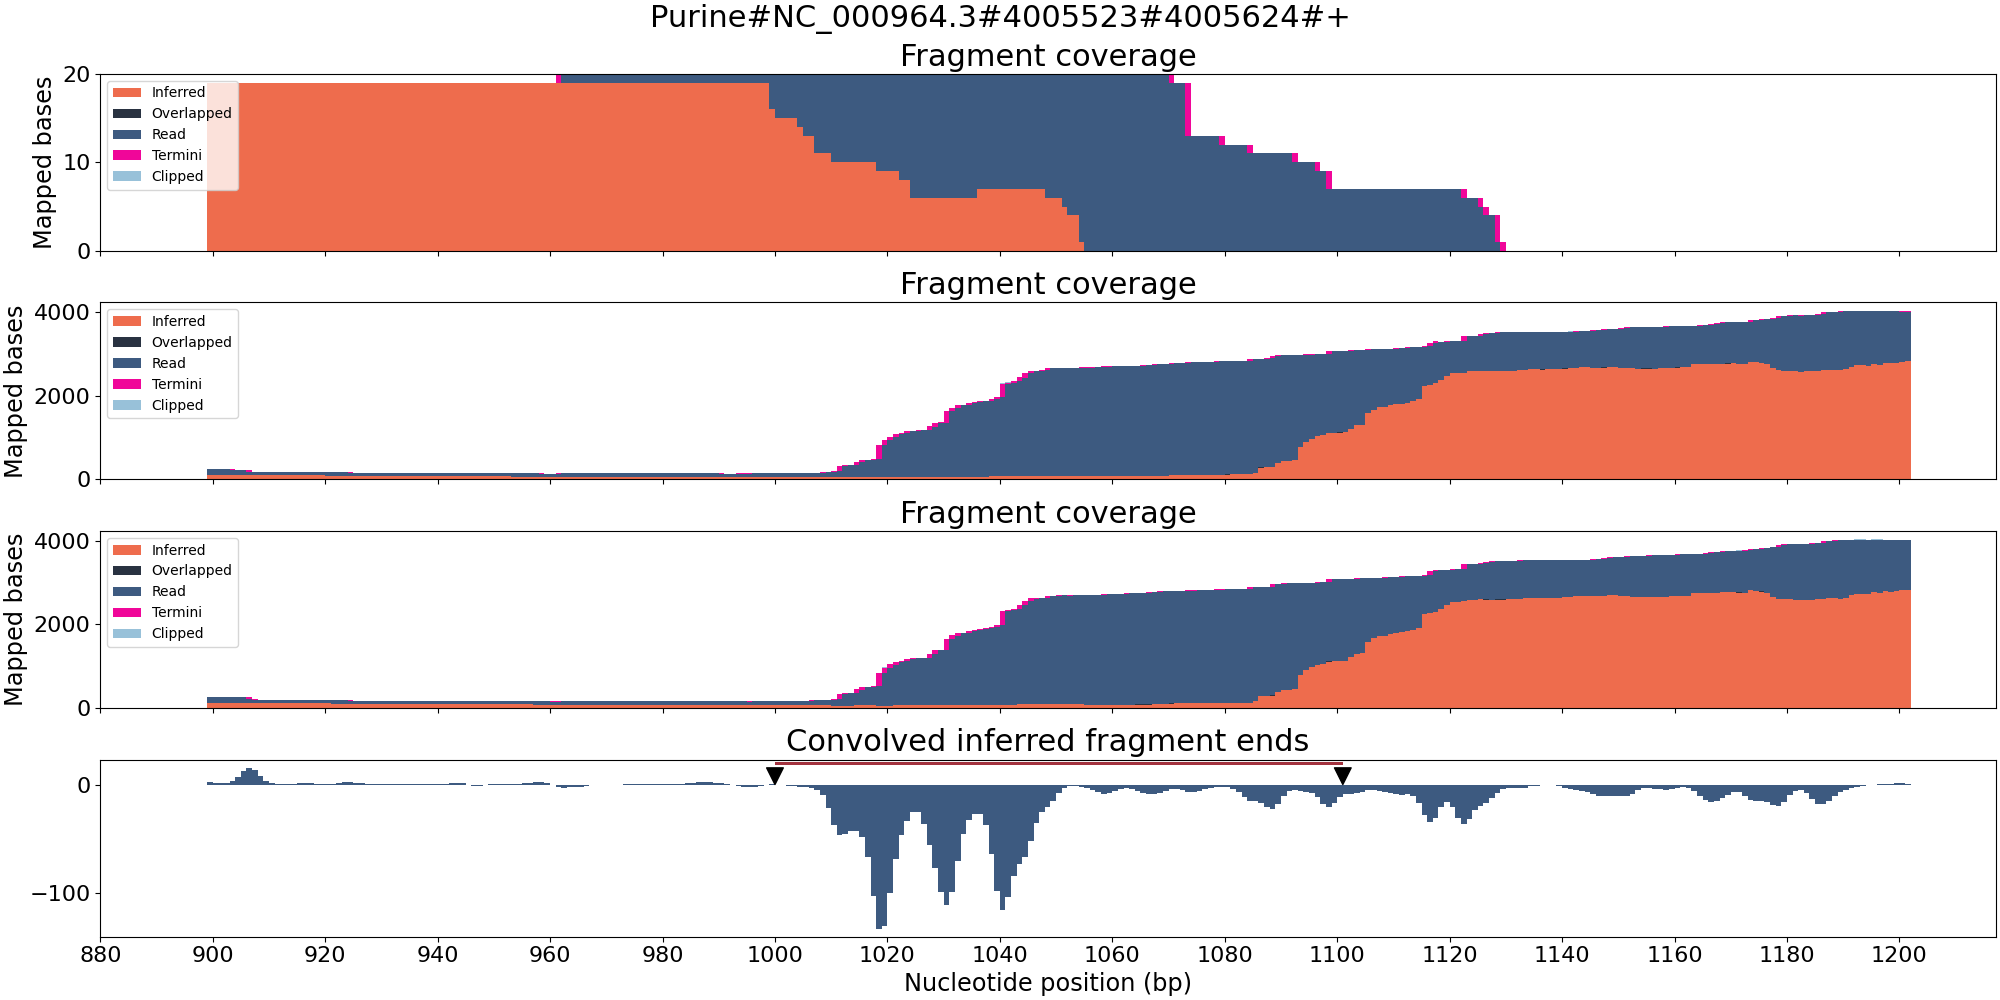 Purine#NC_000964.3#4005523#4005624#+
Fragment coverage
Mapped bases
20
10
0
Inferred
Overlapped
Read
Termini
Clipped
Fragment coverage
Mapped bases
4000
2000
0
Inferred
Overlapped
Read
Termini
Clipped
Fragment coverage
Mapped bases
4000
2000
0
Inferred
Overlapped
Read
Termini
Clipped
Convolved inferred fragment ends
0
−100
880 900 920 940 960 980 1000 1020 1040 1060 1080 1100 1120 1140 1160 1180 1200
Nucleotide position (bp)